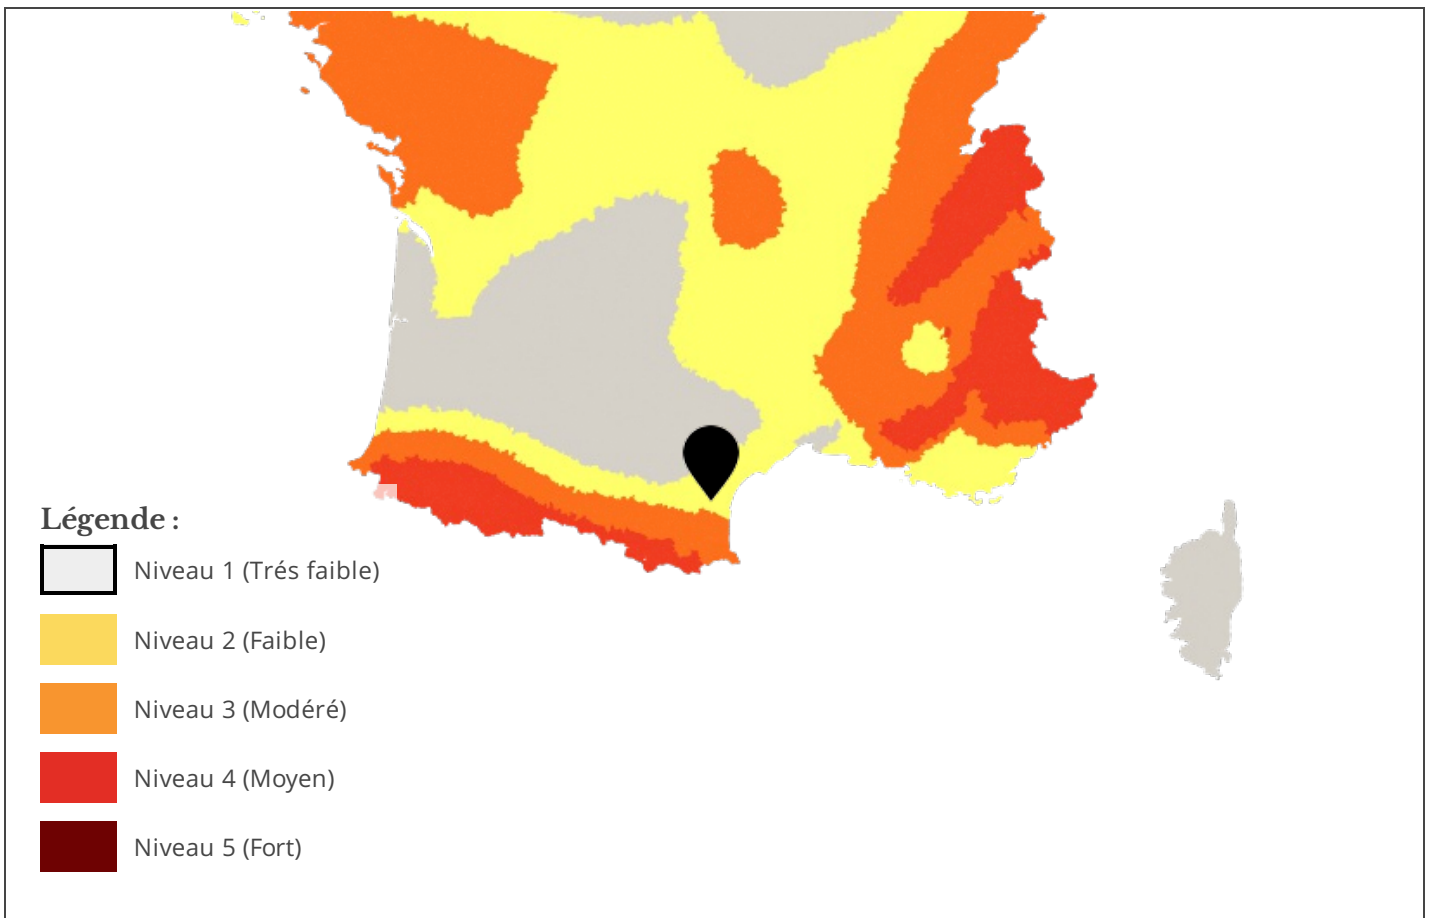 Légende :
Niveau 1 (Trés faible)
Niveau 2 (Faible)
Niveau 3 (Modéré)
Niveau 4 (Moyen)
Niveau 5 (Fort)